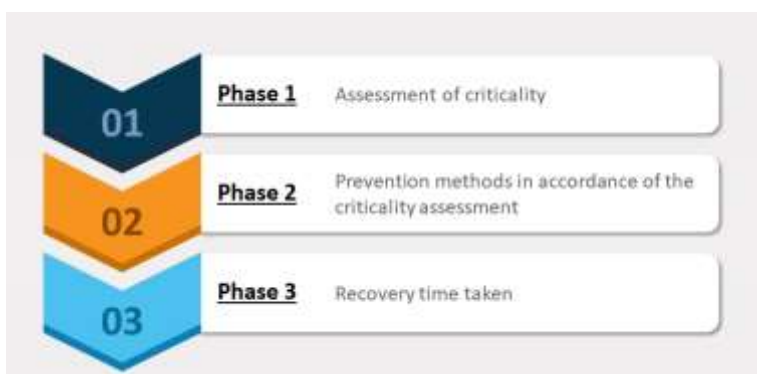 01
Phase 1
Assessment of criticality
02
Phase 2
Prevention methods in accordance of the
criticality assessment
03
Phase 3
Recovery time taken